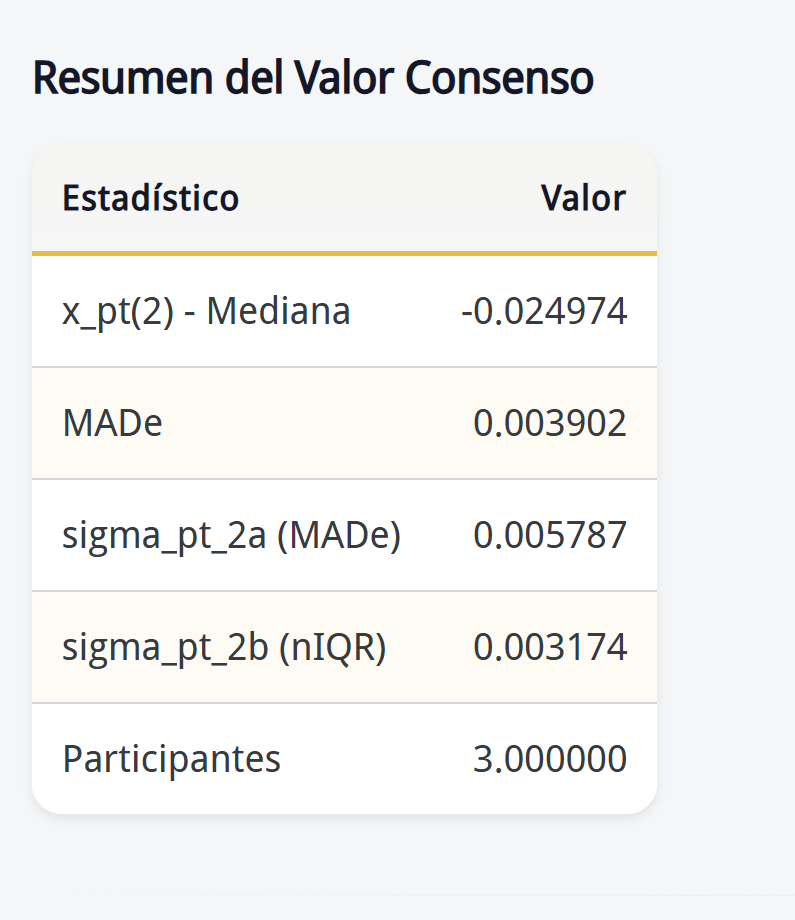 Resumen del Valor Consenso
Estadístico Valor
x_pt(2) - Mediana -0.024974
MADe 0.003902
sigma_pt_2a (MADe) 0.005787
sigma_pt_2b (nIQR) 0.003174
Participantes 3.000000